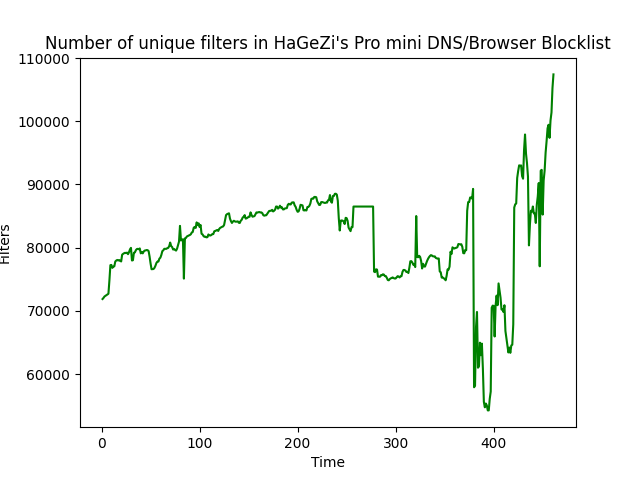 Number of unique filters in HaGeZi's Pro mini DNS/Browser Blocklist
110000
100000
90000
80000
70000
60000
Filters
0 100 200 300 400
Time